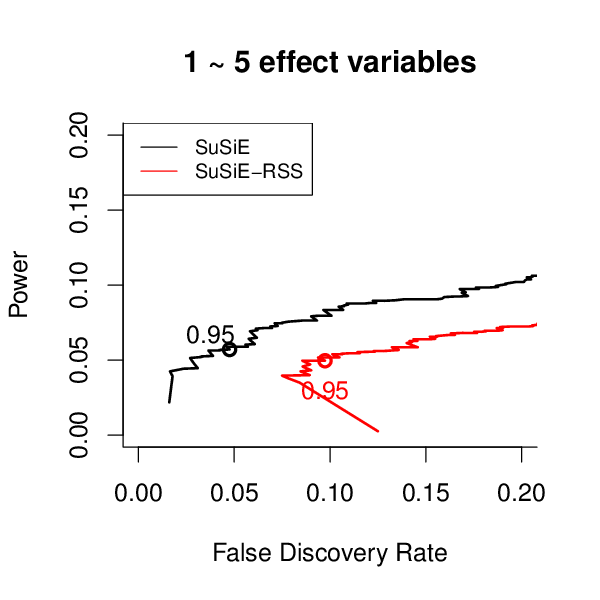 1 ~ 5 effect variables
SuSiE
SuSiE−RSS
0.95
0.95
Power
0.00
0.05
0.10
0.15
0.20
0.00 0.05 0.10 0.15 0.20
False Discovery Rate